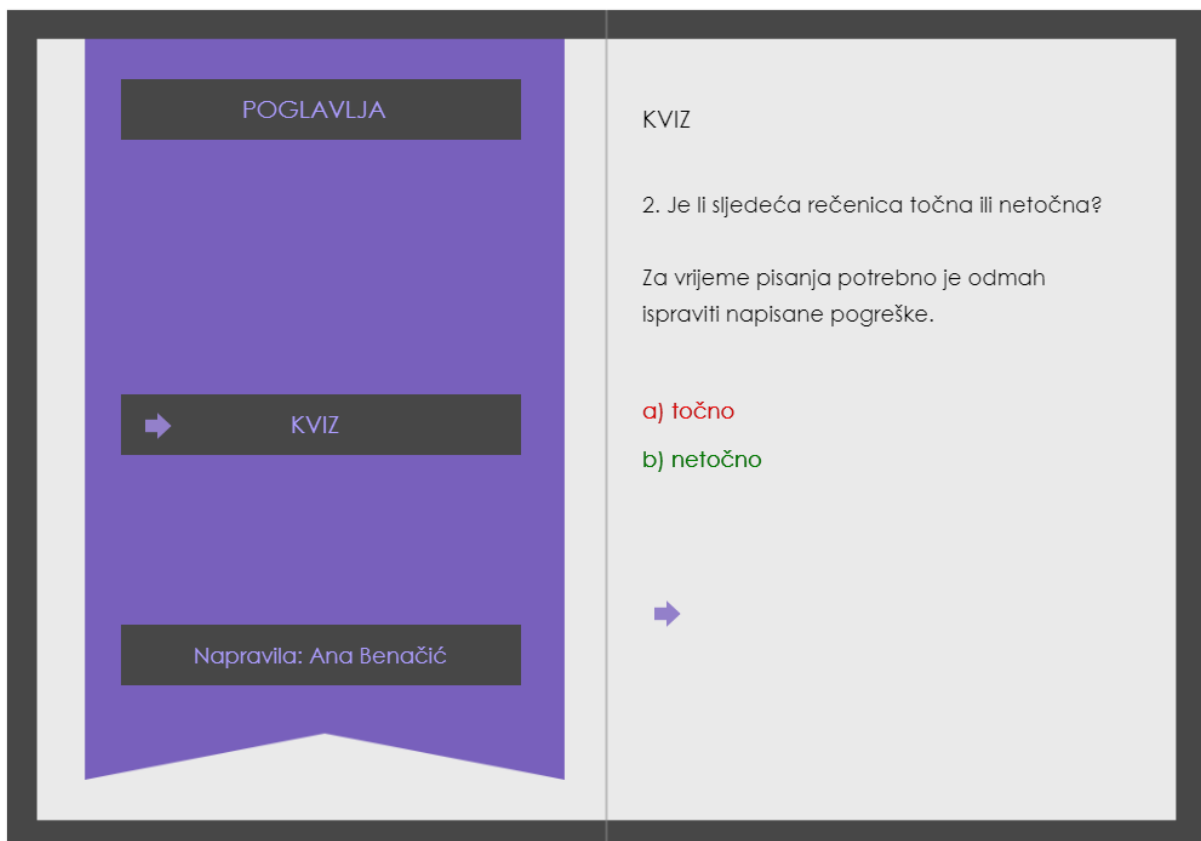 POGLAVLJA
KVIZ
Napravila: Ana Benačić
KVIZ
2. Je li sljedeća rečenica točna ili netočna?
Za vrijeme pisanja potrebno je odmah
ispraviti napisane pogreške.
a) točno
b) netočno